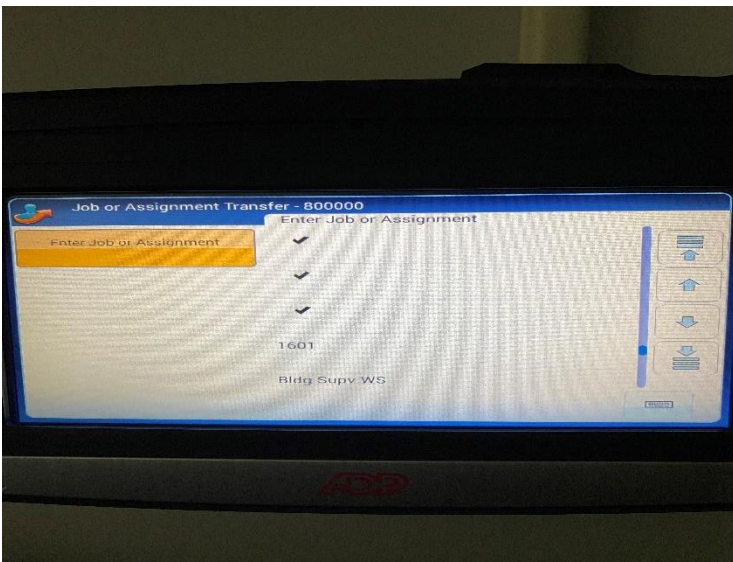 Job or Assignment Transfer - 800000
Enter Job or Assignment
Enter Job or Assignment
✔
✔
✔
1601
Bldg Supv WS
ADP